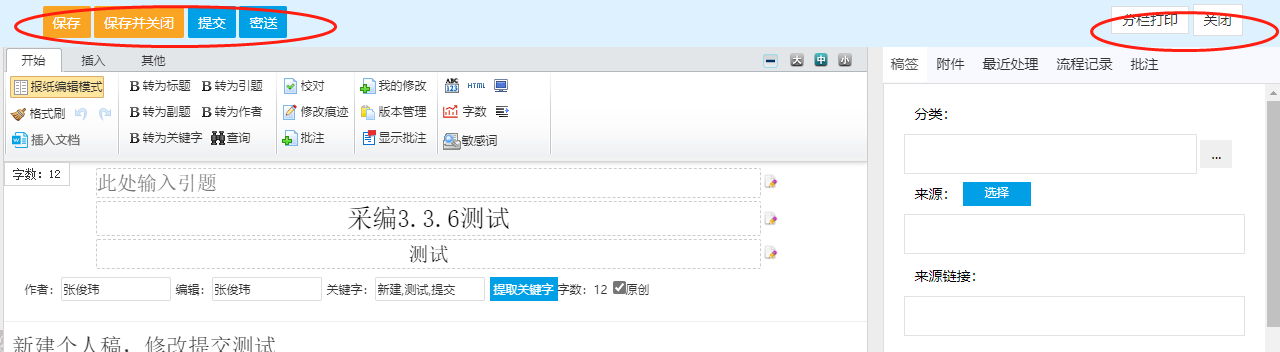 保存 保存并关闭 提交 密送 分栏打印 关闭
开始 插入 其他 大 中 小 稿签 附件 最近处理 流程记录 批注
报纸编辑模式 B 转为标题 B 转为引题 校对 我的修改 ABC 123 HTML
格式刷 B 转为副题 B 转为作者 修改痕迹 版本管理 字数
插入文档 B 转为关键字 查询 批注 显示批注 敏感词
分类：
...
字数：12
此处输入引题
来源： 选择
采编3.3.6测试
测试
来源链接：
作者： 张俊玮 编辑： 张俊玮 关键字： 新建,测试,提交 提取关键字 字数：12 原创
新建个人稿，修改提交测试